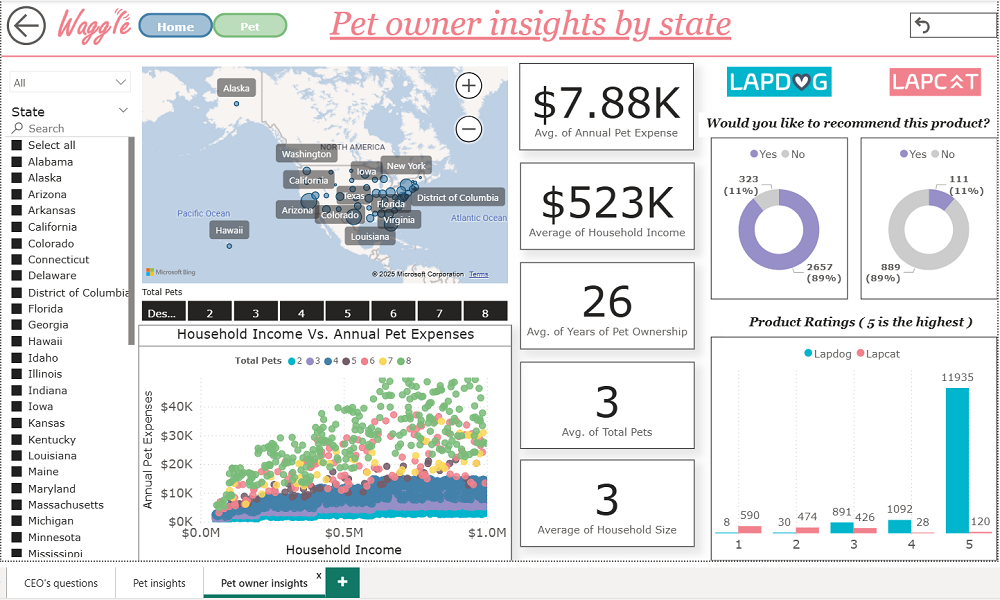 Waggle
Home
Pet
Pet owner insights by state
All
State
Search
Select all
Alabama
Alaska
Arizona
Arkansas
California
Colorado
Connecticut
Delaware
District of Columbia
Florida
Georgia
Hawaii
Idaho
Illinois
Indiana
Iowa
Kansas
Kentucky
Louisiana
Maine
Maryland
Massachusetts
Michigan
Minnesota
Mississippi
Alaska
NORTH AMERICA
Washington
Iowa
New York
California
Texas
District of Columbia
Arizona
Colorado
Florida
Virginia
Louisiana
Hawaii
Pacific Ocean
Atlantic Ocean
Microsoft Bing
© 2025 Microsoft Corporation Terms
Total Pets
Des... 2 3 4 5 6 7 8
Household Income Vs. Annual Pet Expenses
Total Pets 2 3 4 5 6 7 8
Annual Pet Expenses
$40K
$30K
$20K
$10K
$0K
$0.0M $0.5M $1.0M
Household Income
$7.88K
Avg. of Annual Pet Expense
$523K
Average of Household Income
26
Avg. of Years of Pet Ownership
3
Avg. of Total Pets
3
Average of Household Size
LAPDOG
LAPCAT
Would you like to recommend this product?
Yes No
323
(11%)
2657
(89%)
Yes No
111
(11%)
889
(89%)
Product Ratings ( 5 is the highest )
Lapdog Lapcat
8 590 30 474 891 426 1092 28 11935 120
1 2 3 4 5
CEO's questions
Pet insights
Pet owner insights x
+